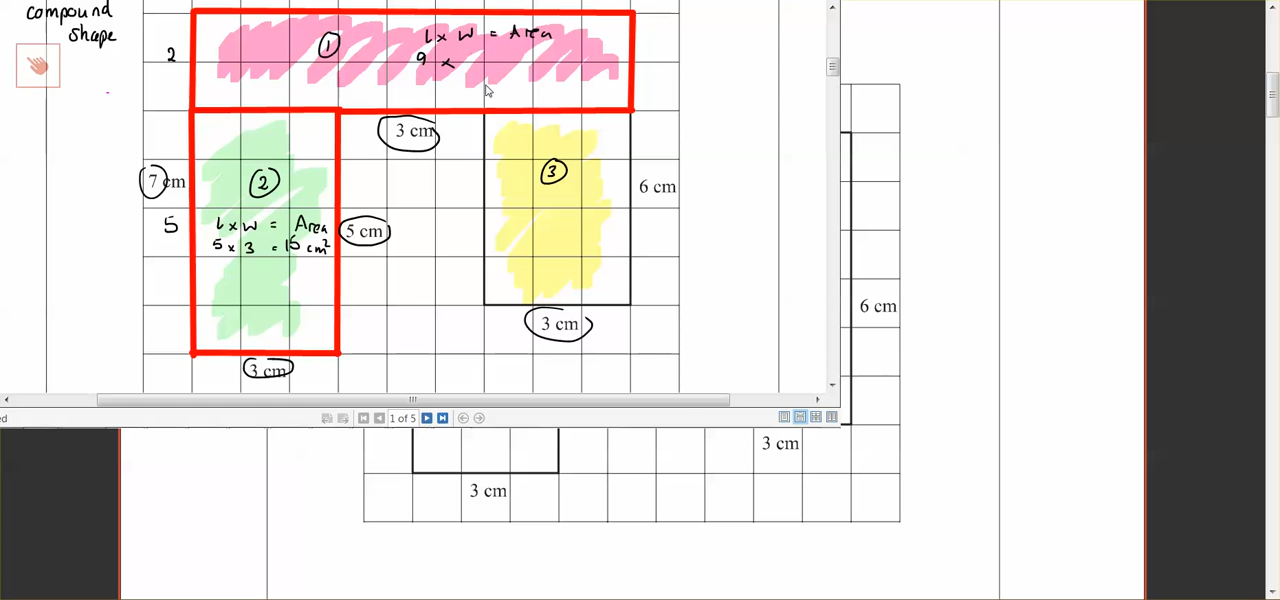 compound
shape
2
①
L x W = Area
9 x
3 cm
7 cm
②
③
6 cm
5
L x W = Area
5 cm
5 x 3 = 15 cm²
3 cm
3 cm
6 cm
ed
1 of 5
3 cm
3 cm